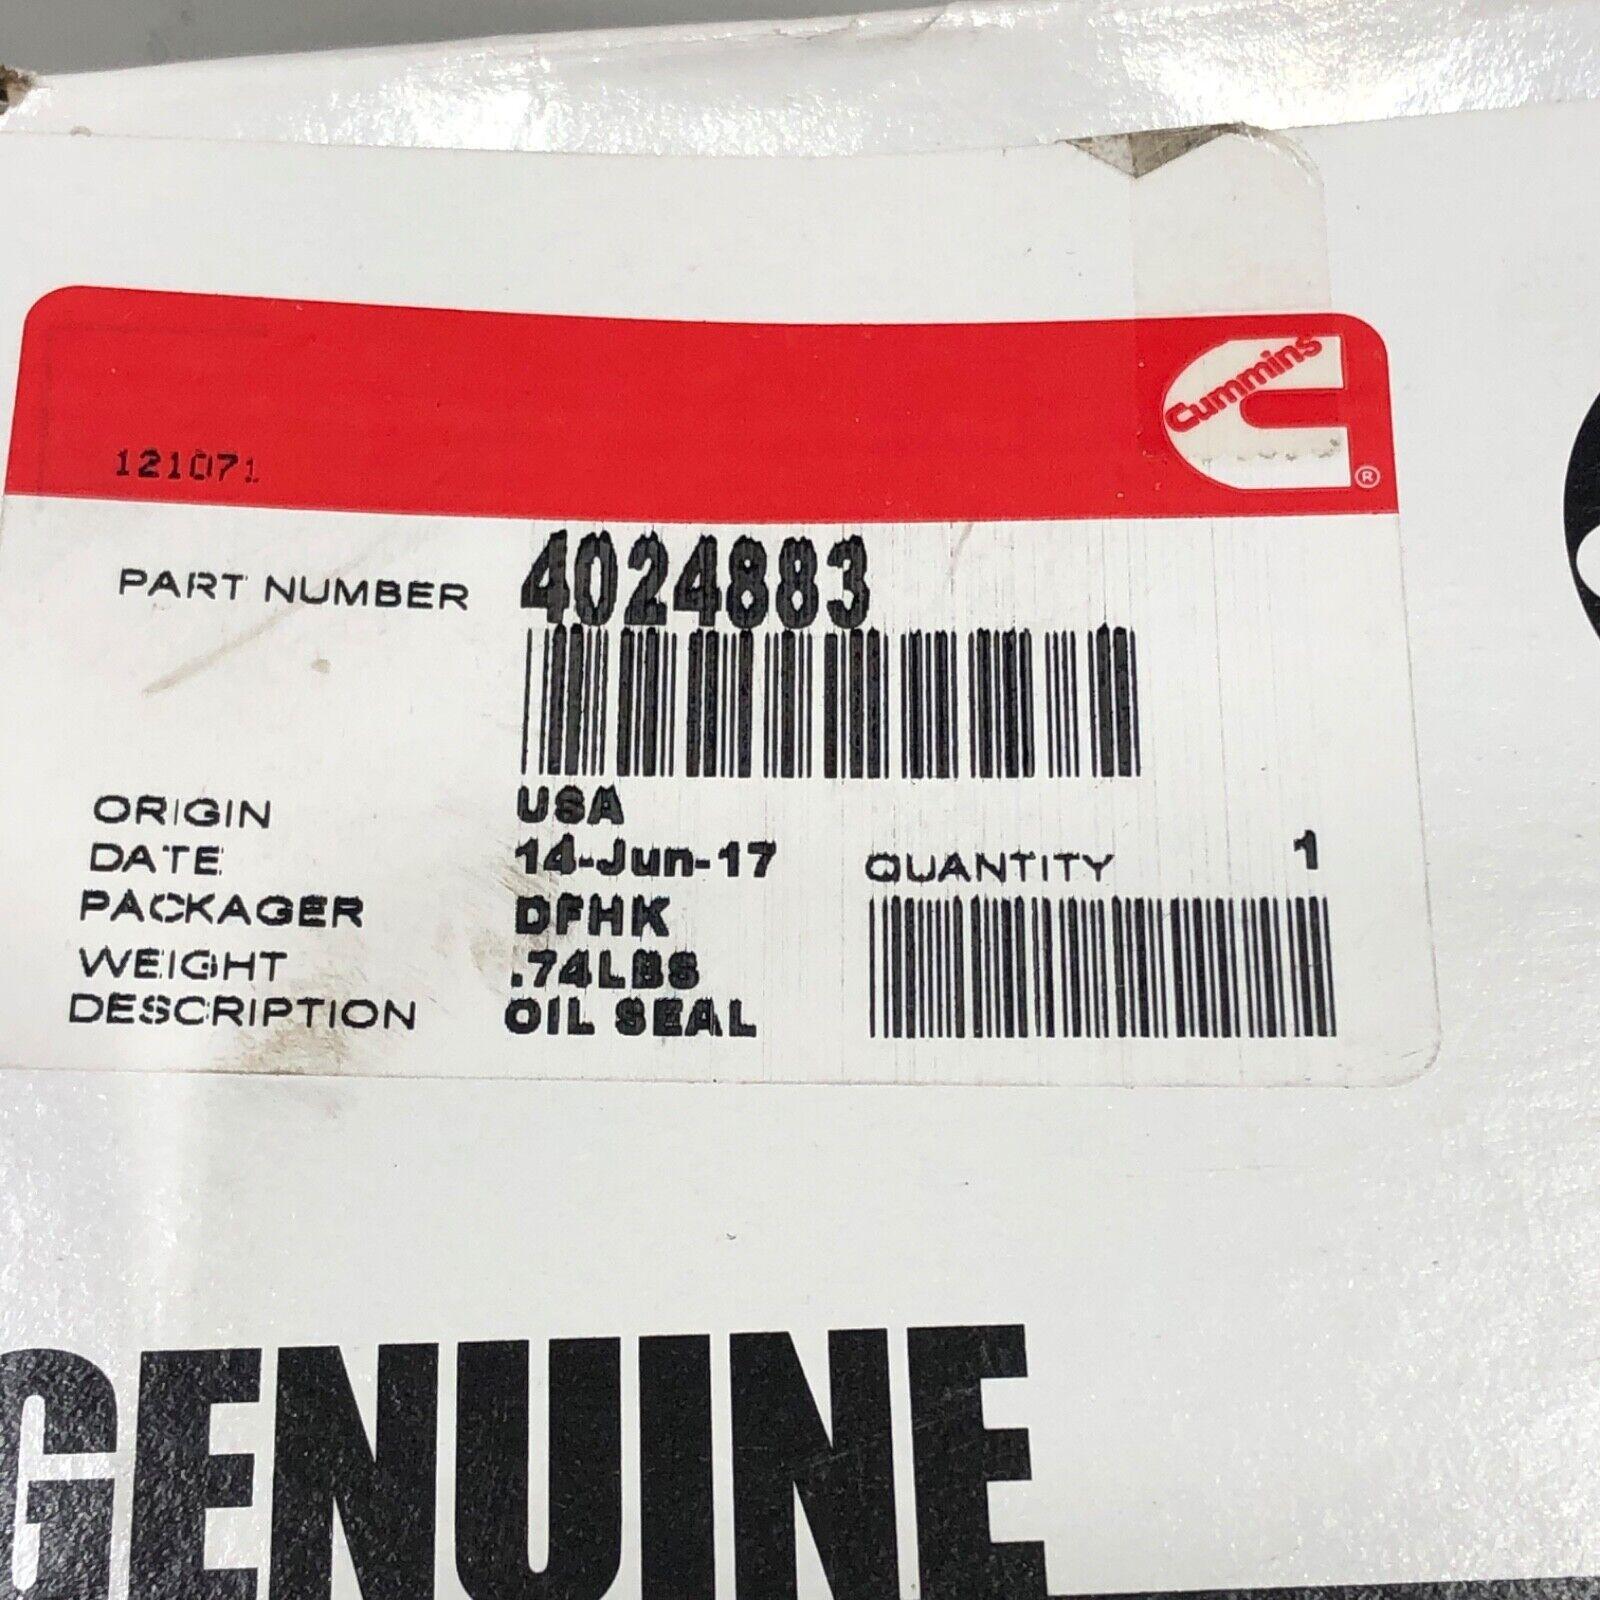 Cummins
®
121071
PART NUMBER 4024883
ORIGIN USA
DATE 14-Jun-17 QUANTITY 1
PACKAGER DFHK
WEIGHT .74LBS
DESCRIPTION OIL SEAL
GENUINE